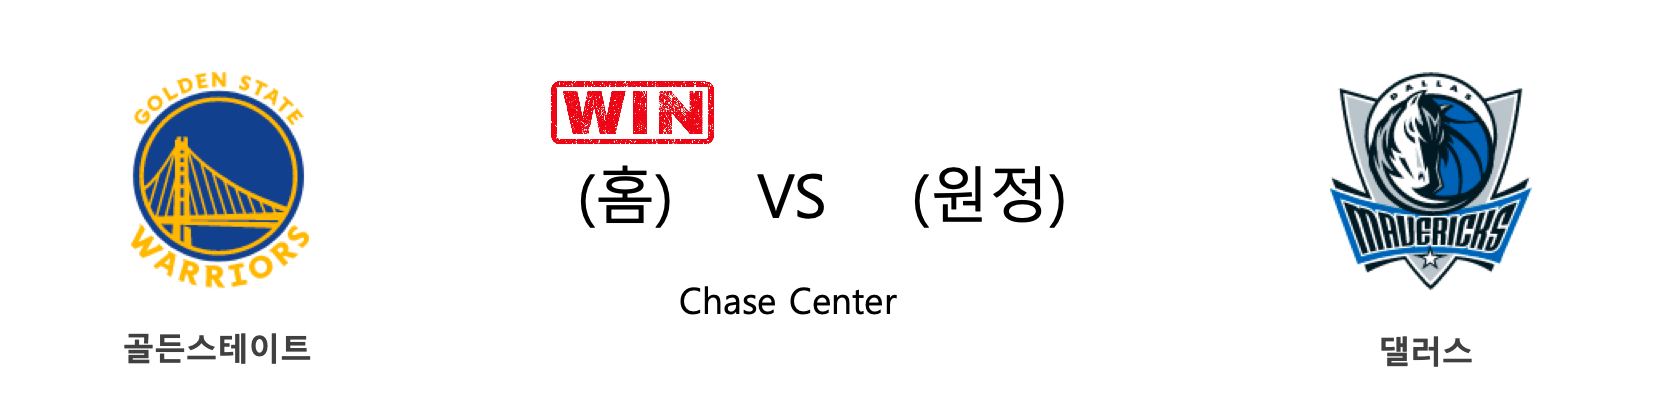 GOLDEN STATE
WARRIORS
골든스테이트
WIN
(홈) VS (원정)
Chase Center
DALLAS
MAVERICKS
댈러스